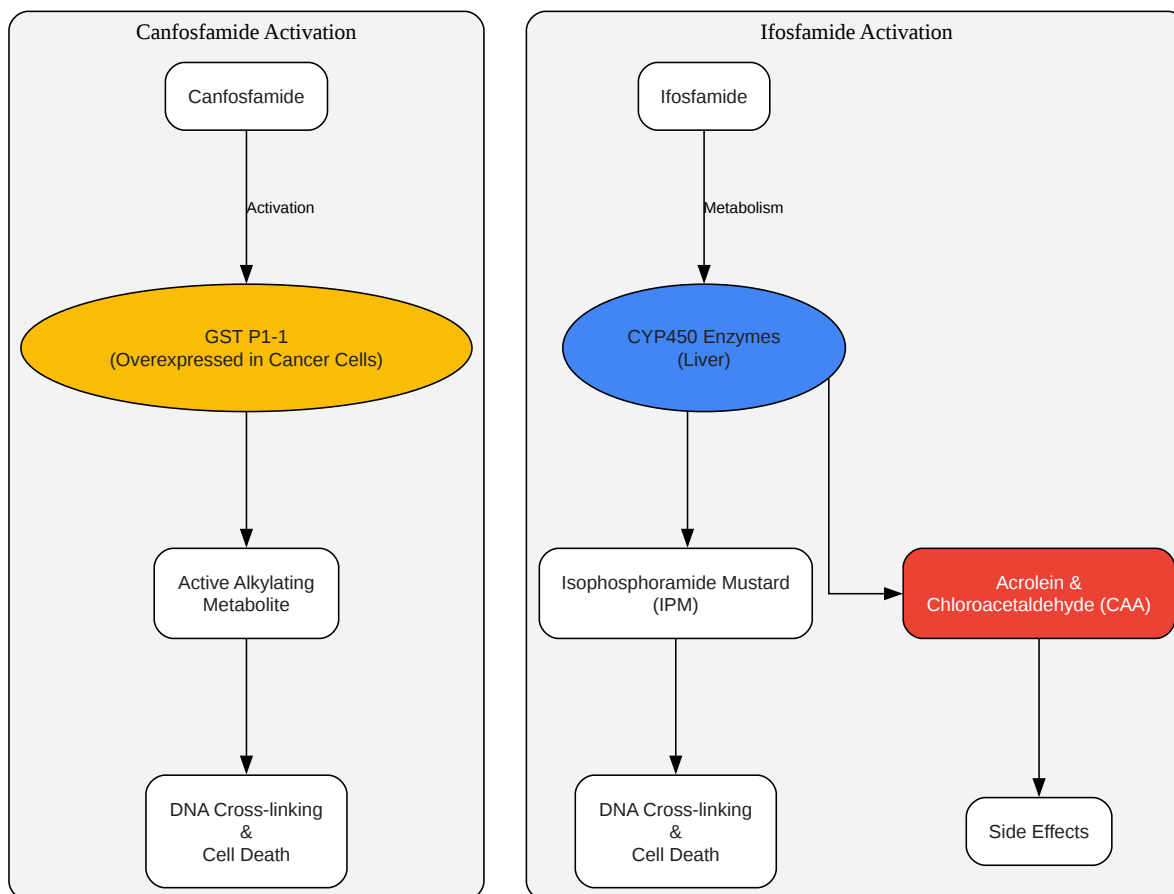 Canfosfamide Activation
Canfosfamide
Activation
GST P1-1
(Overexpressed in Cancer Cells)
Active Alkylating
Metabolite
DNA Cross-linking
&
Cell Death
Ifosfamide Activation
Ifosfamide
Metabolism
CYP450 Enzymes
(Liver)
Isophosphoramide Mustard
(IPM)
Acrolein &
Chloroacetaldehyde (CAA)
DNA Cross-linking
&
Cell Death
Side Effects